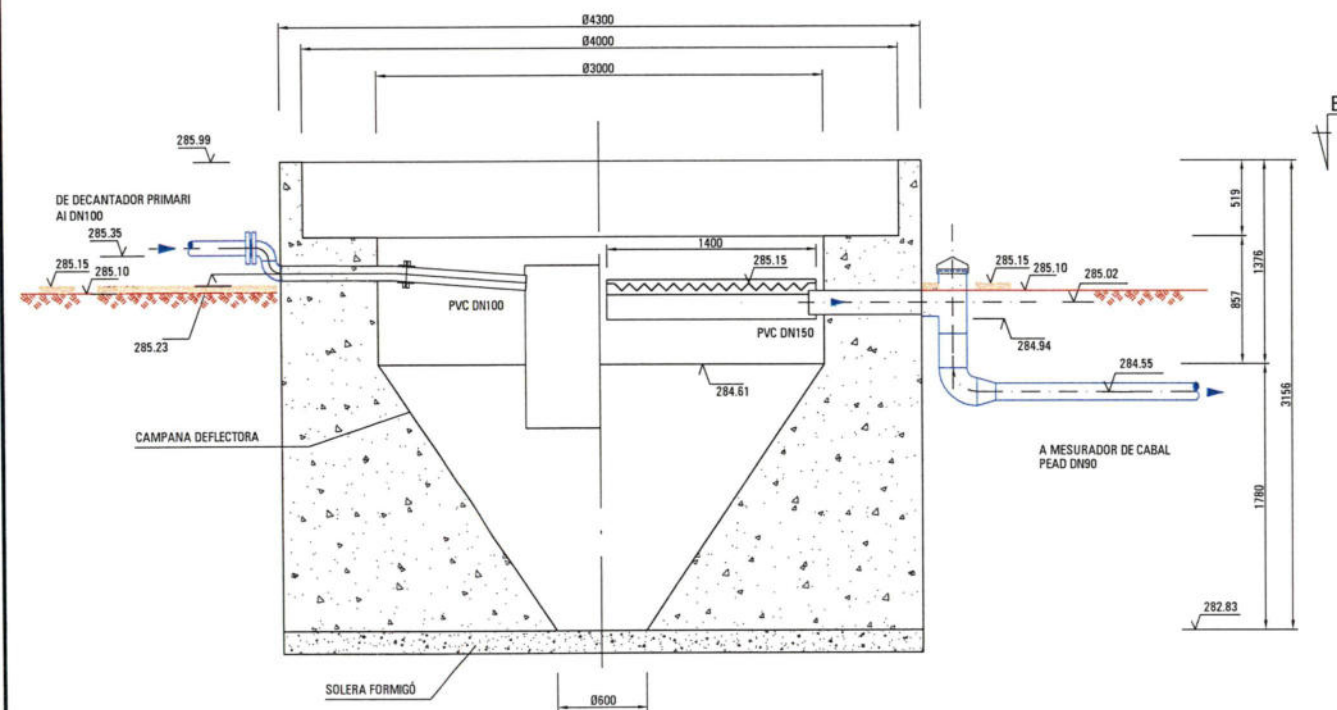 Ø4300
Ø4000
Ø3000
285.99
DE DECANTADOR PRIMARI
AI DN100
285.35
285.15
285.10
285.23
PVC DN100
1400
285.15
PVC DN150
284.61
CAMPANA DEFLECTORA
SOLERA FORMIGÓ
Ø600
285.15
285.10
285.02
284.94
284.55
A MESURADOR DE CABAL
PEAD DN90
282.83
519
857
1376
1780
3156